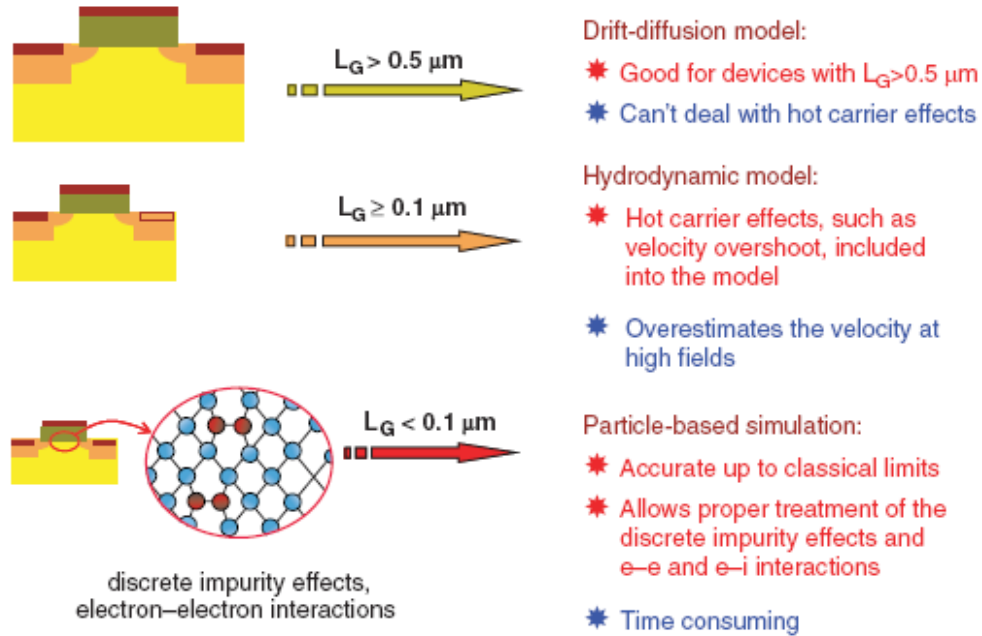 L_G > 0.5 μm
Drift-diffusion model:
Good for devices with L_G>0.5 μm
Can't deal with hot carrier effects
L_G ≥ 0.1 μm
Hydrodynamic model:
Hot carrier effects, such as
velocity overshoot, included
into the model
Overestimates the velocity at
high fields
L_G < 0.1 μm
Particle-based simulation:
Accurate up to classical limits
Allows proper treatment of the
discrete impurity effects and
e–e and e–i interactions
Time consuming
discrete impurity effects,
electron–electron interactions